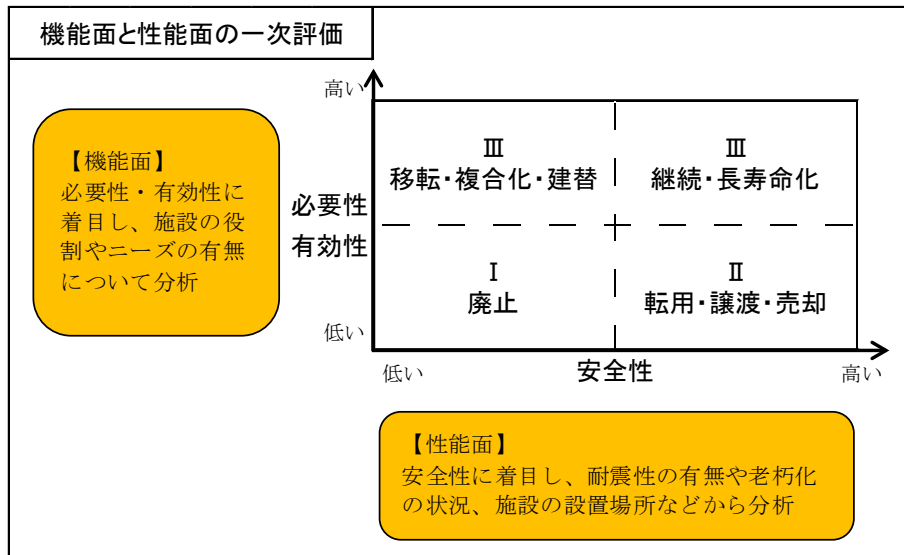 機能面と性能面の一次評価
高い
【機能面】
必要性・有効性に
着目し、施設の役
割やニーズの有無
について分析
必要性
有効性
Ⅲ
移転・複合化・建替
Ⅲ
継続・長寿命化
Ⅰ
廃止
Ⅱ
転用・譲渡・売却
低い
低い
安全性
高い
【性能面】
安全性に着目し、耐震性の有無や老朽化
の状況、施設の設置場所などから分析